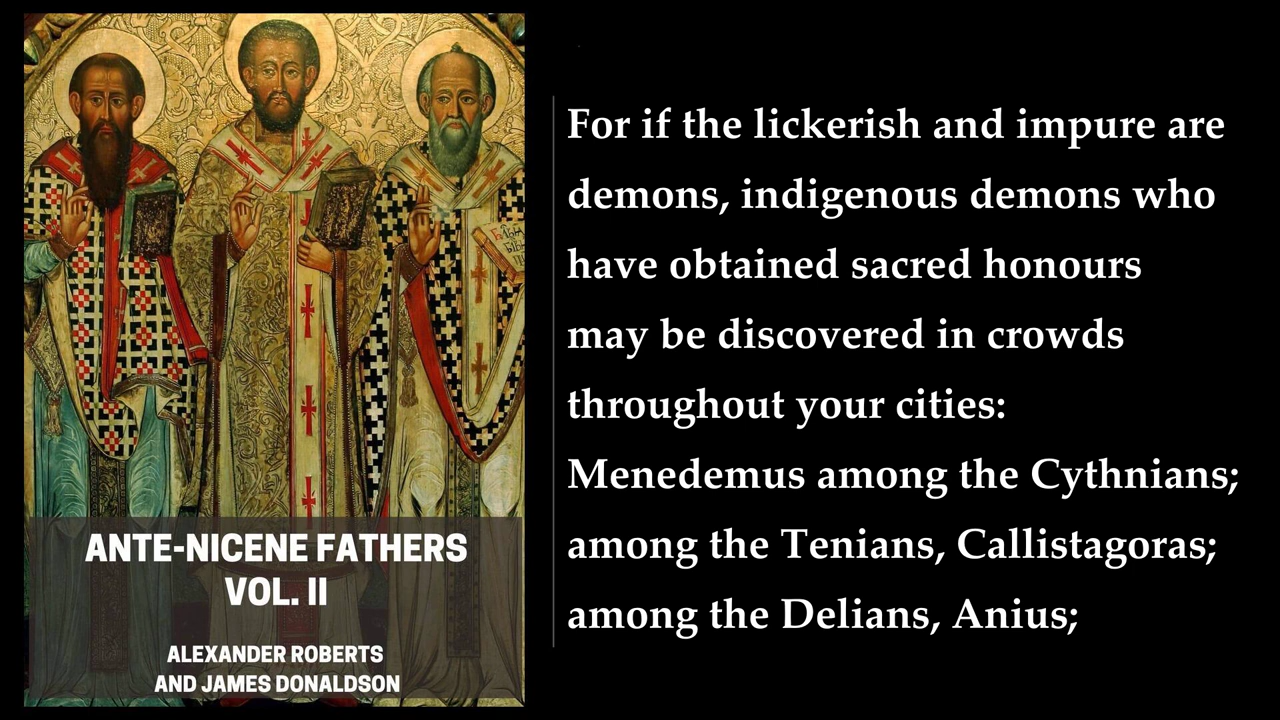 ANTE-NICENE FATHERS
VOL. II
ALEXANDER ROBERTS
AND JAMES DONALDSON
For if the lickerish and impure are
demons, indigenous demons who
have obtained sacred honours
may be discovered in crowds
throughout your cities:
Menedemus among the Cythnians;
among the Tenians, Callistagoras;
among the Delians, Anius;